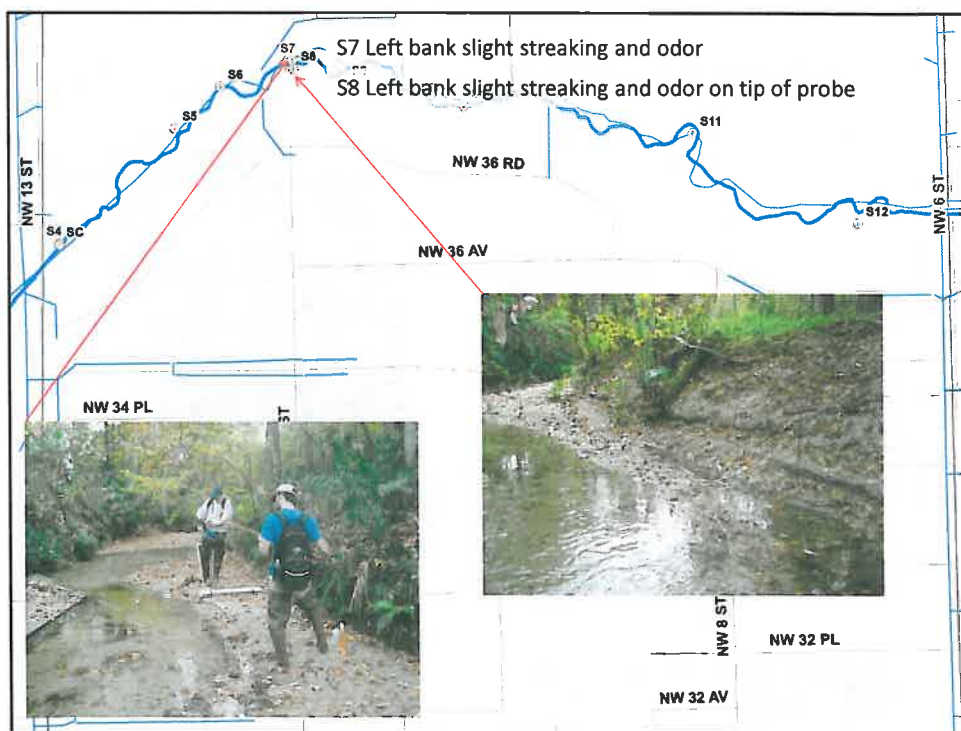 S7 Left bank slight streaking and odor
S7
S8
S6
S8 Left bank slight streaking and odor on tip of probe
S5
S11
NW 36 RD
NW 13 ST
S4 SC
S12
NW 6 ST
NW 36 AV
NW 34 PL
ST
NW 8 ST
NW 32 PL
NW 32 AV